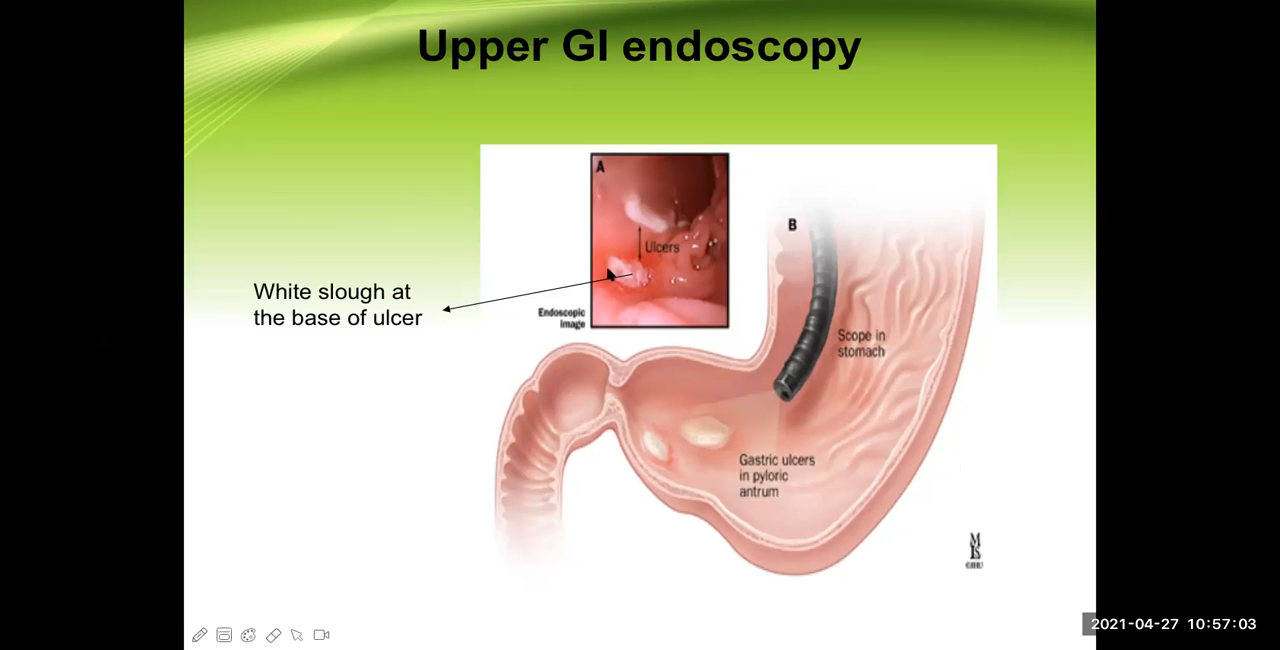 Upper GI endoscopy
A
Ulcers
Endoscopic
image
White slough at
the base of ulcer
B
Scope in
stomach
Gastric ulcers
in pyloric
antrum
2021-04-27 10:57:03